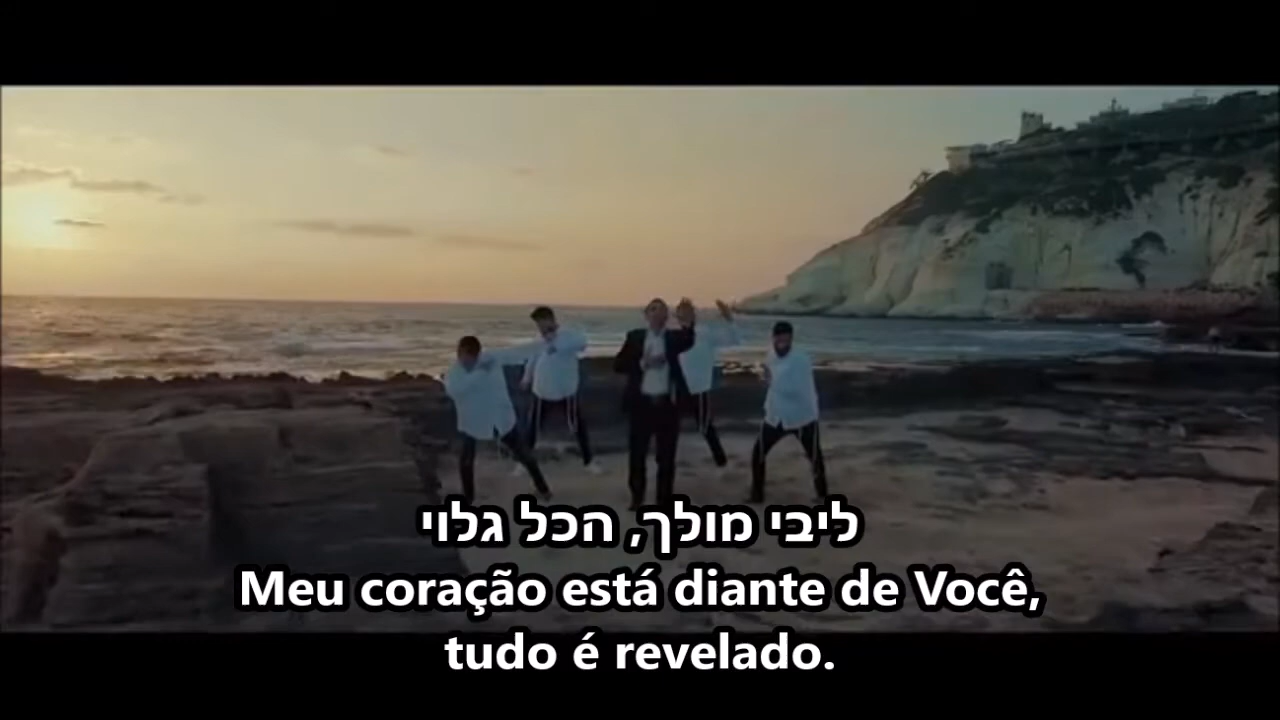 ליבי מולך, הכל גלוי
Meu coração está diante de Você,
tudo é revelado.